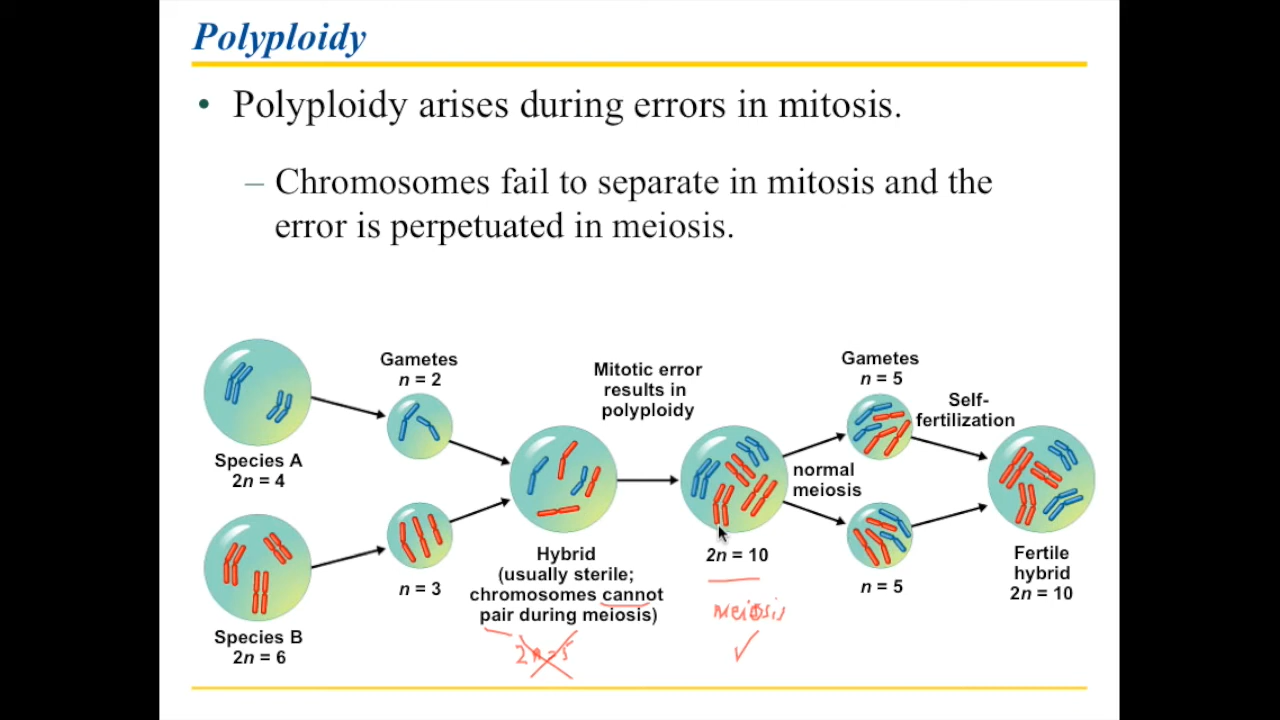 Polyploidy
• Polyploidy arises during errors in mitosis.
– Chromosomes fail to separate in mitosis and the
error is perpetuated in meiosis.
Species A
2n = 4
Species B
2n = 6
Gametes
n = 2
n = 3
Hybrid
(usually sterile;
chromosomes cannot
pair during meiosis)
2n=5
Mitotic error
results in
polyploidy
2n = 10
meiosis
normal
meiosis
Gametes
n = 5
n = 5
Self-
fertilization
Fertile
hybrid
2n = 10